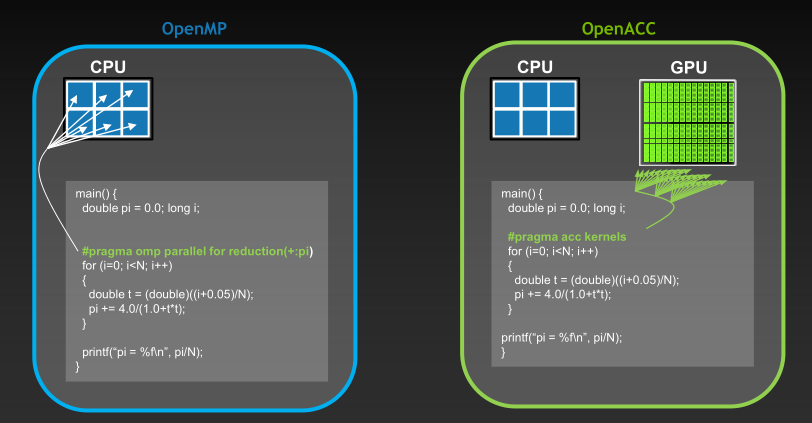 OpenMP
CPU
main() {
double pi = 0.0; long i;
#pragma omp parallel for reduction(+:pi)
for (i=0; i<N; i++)
{
double t = (double)((i+0.05)/N);
pi += 4.0/(1.0+t*t);
}
printf(“pi = %f\n”, pi/N);
}
OpenACC
CPU
GPU
main() {
double pi = 0.0; long i;
#pragma acc kernels
for (i=0; i<N; i++)
{
double t = (double)((i+0.05)/N);
pi += 4.0/(1.0+t*t);
}
printf(“pi = %f\n”, pi/N);
}